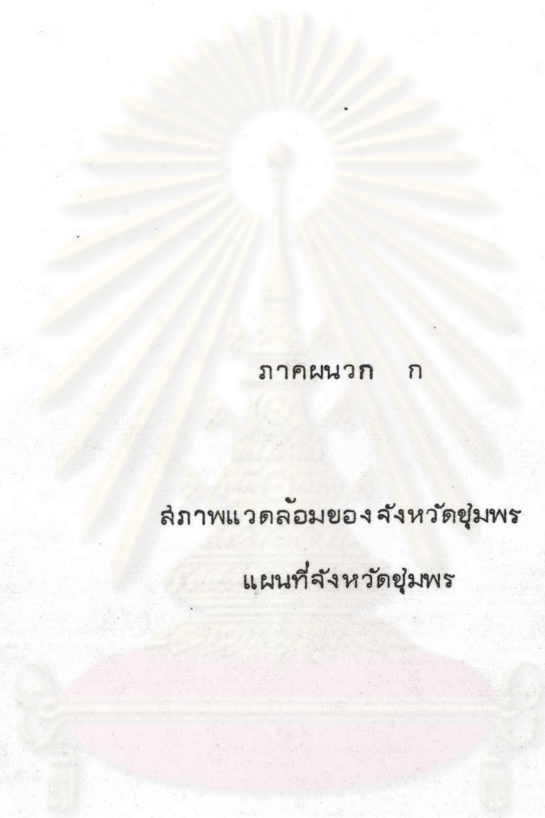 ภาคผนวก ก
สภาพแวดล้อมของจังหวัดชุมพร
แผนที่จังหวัดชุมพร